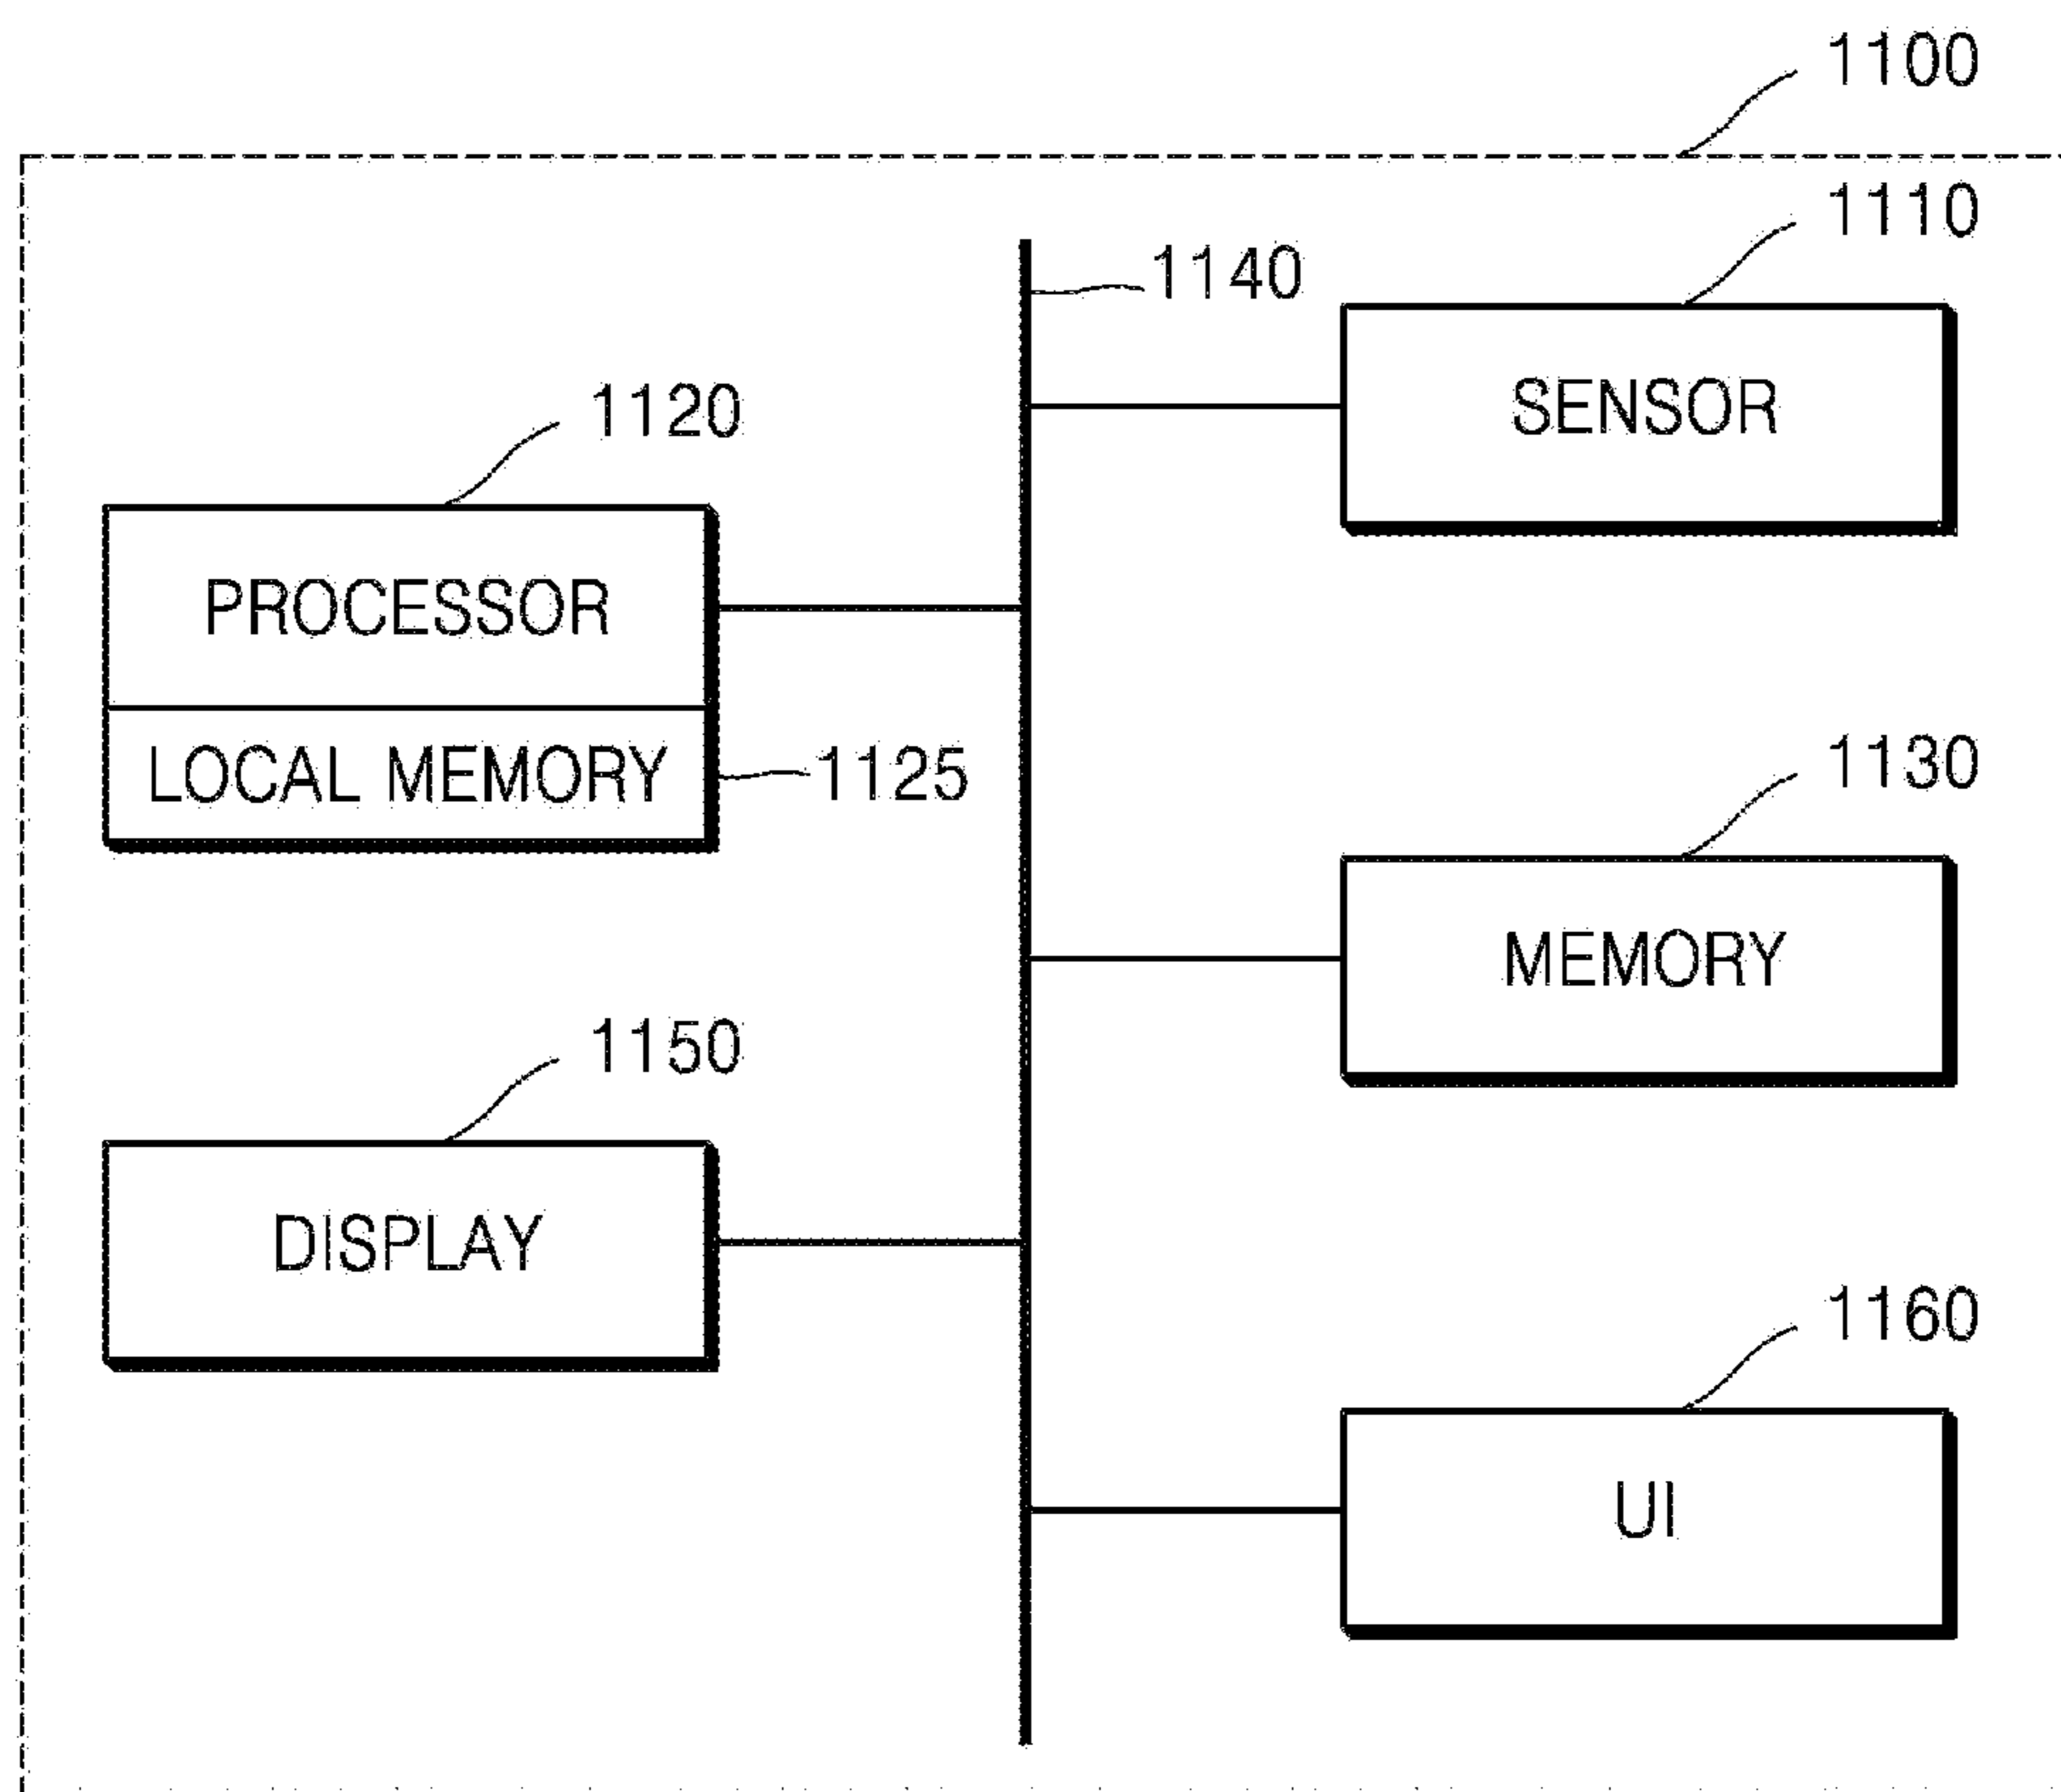 1100
1110
1140
SENSOR
1120
PROCESSOR
LOCAL MEMORY
1125
1130
MEMORY
1150
DISPLAY
1160
UI